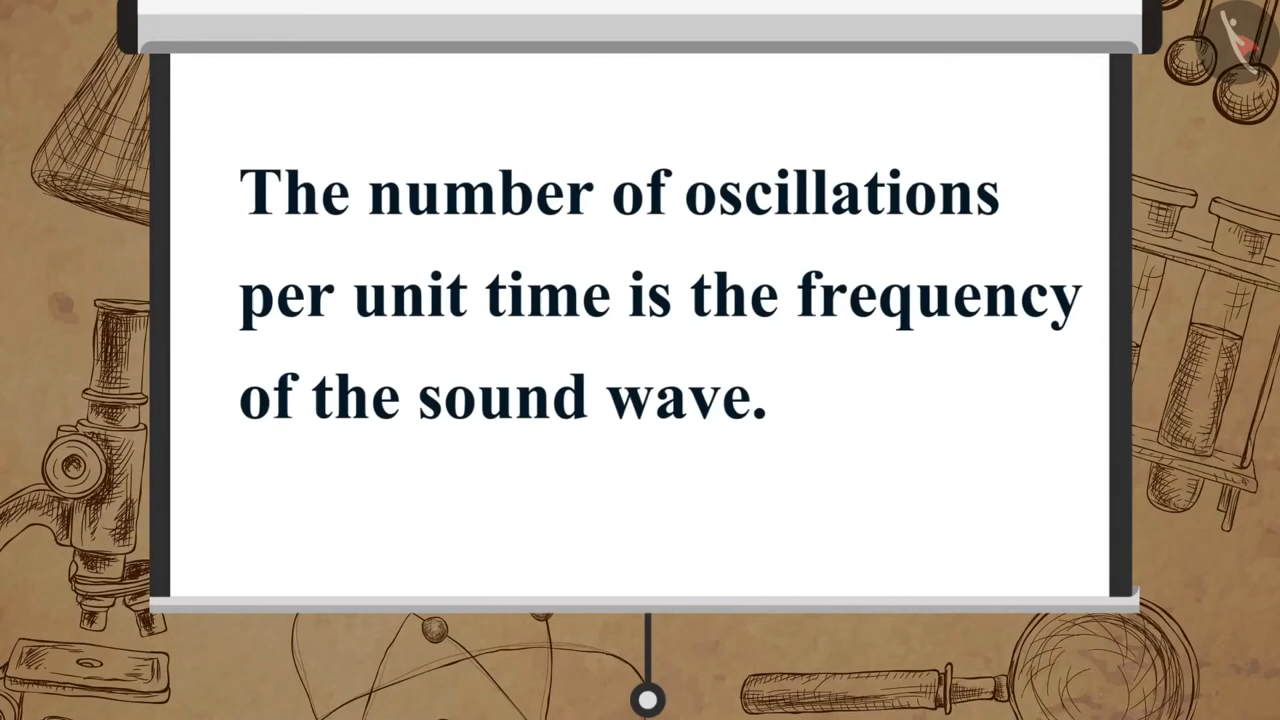 The number of oscillations
per unit time is the frequency
of the sound wave.